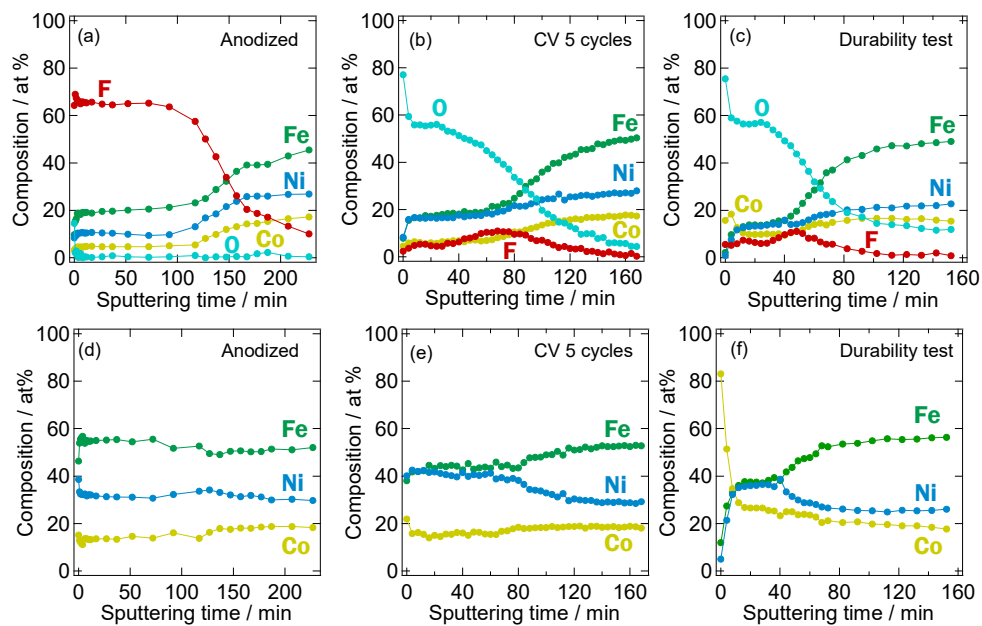 (a) Anodized
100
80
60
40
20
0
Composition / at %
F
Fe
Ni
Co
O
0 50 100 150 200
Sputtering time / min
(b) CV 5 cycles
100
80
60
40
20
0
Composition / at %
O
Fe
Ni
Co
F
0 40 80 120 160
Sputtering time / min
(c) Durability test
100
80
60
40
20
0
Composition / at %
O
Fe
Ni
Co
F
0 40 80 120 160
Sputtering time / min
(d) Anodized
100
80
60
40
20
0
Composition / at%
Fe
Ni
Co
0 50 100 150 200
Sputtering time / min
(e) CV 5 cycles
100
80
60
40
20
0
Composition / at %
Fe
Ni
Co
0 40 80 120 160
Sputtering time / min
(f) Durability test
100
80
60
40
20
0
Composition / at %
Fe
Ni
Co
0 40 80 120 160
Sputtering time / min